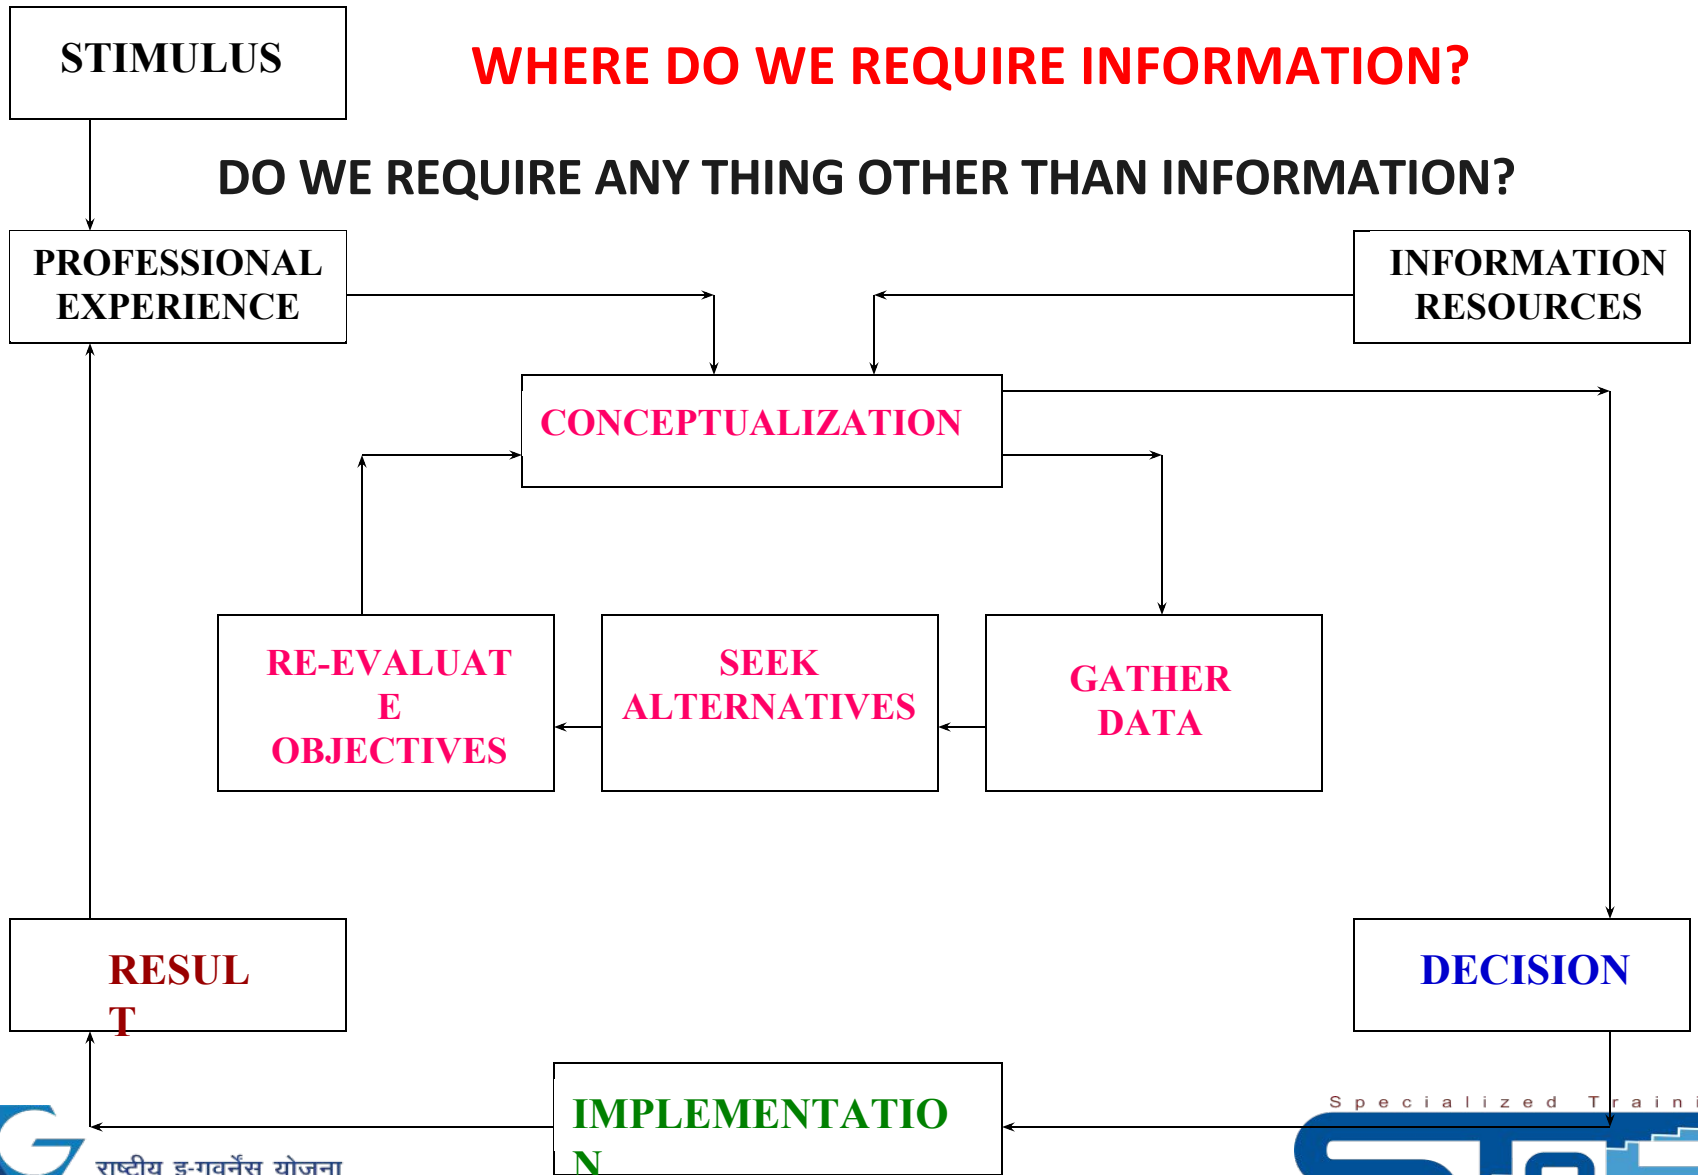 STIMULUS
WHERE DO WE REQUIRE INFORMATION?
DO WE REQUIRE ANY THING OTHER THAN INFORMATION?
PROFESSIONAL
EXPERIENCE
INFORMATION
RESOURCES
CONCEPTUALIZATION
RE-EVALUAT
E
OBJECTIVES
SEEK
ALTERNATIVES
GATHER
DATA
RESUL
T
DECISION
IMPLEMENTATIO
N
Specialized Traini
राष्ट्रीय इ-गवर्नेंस योजना